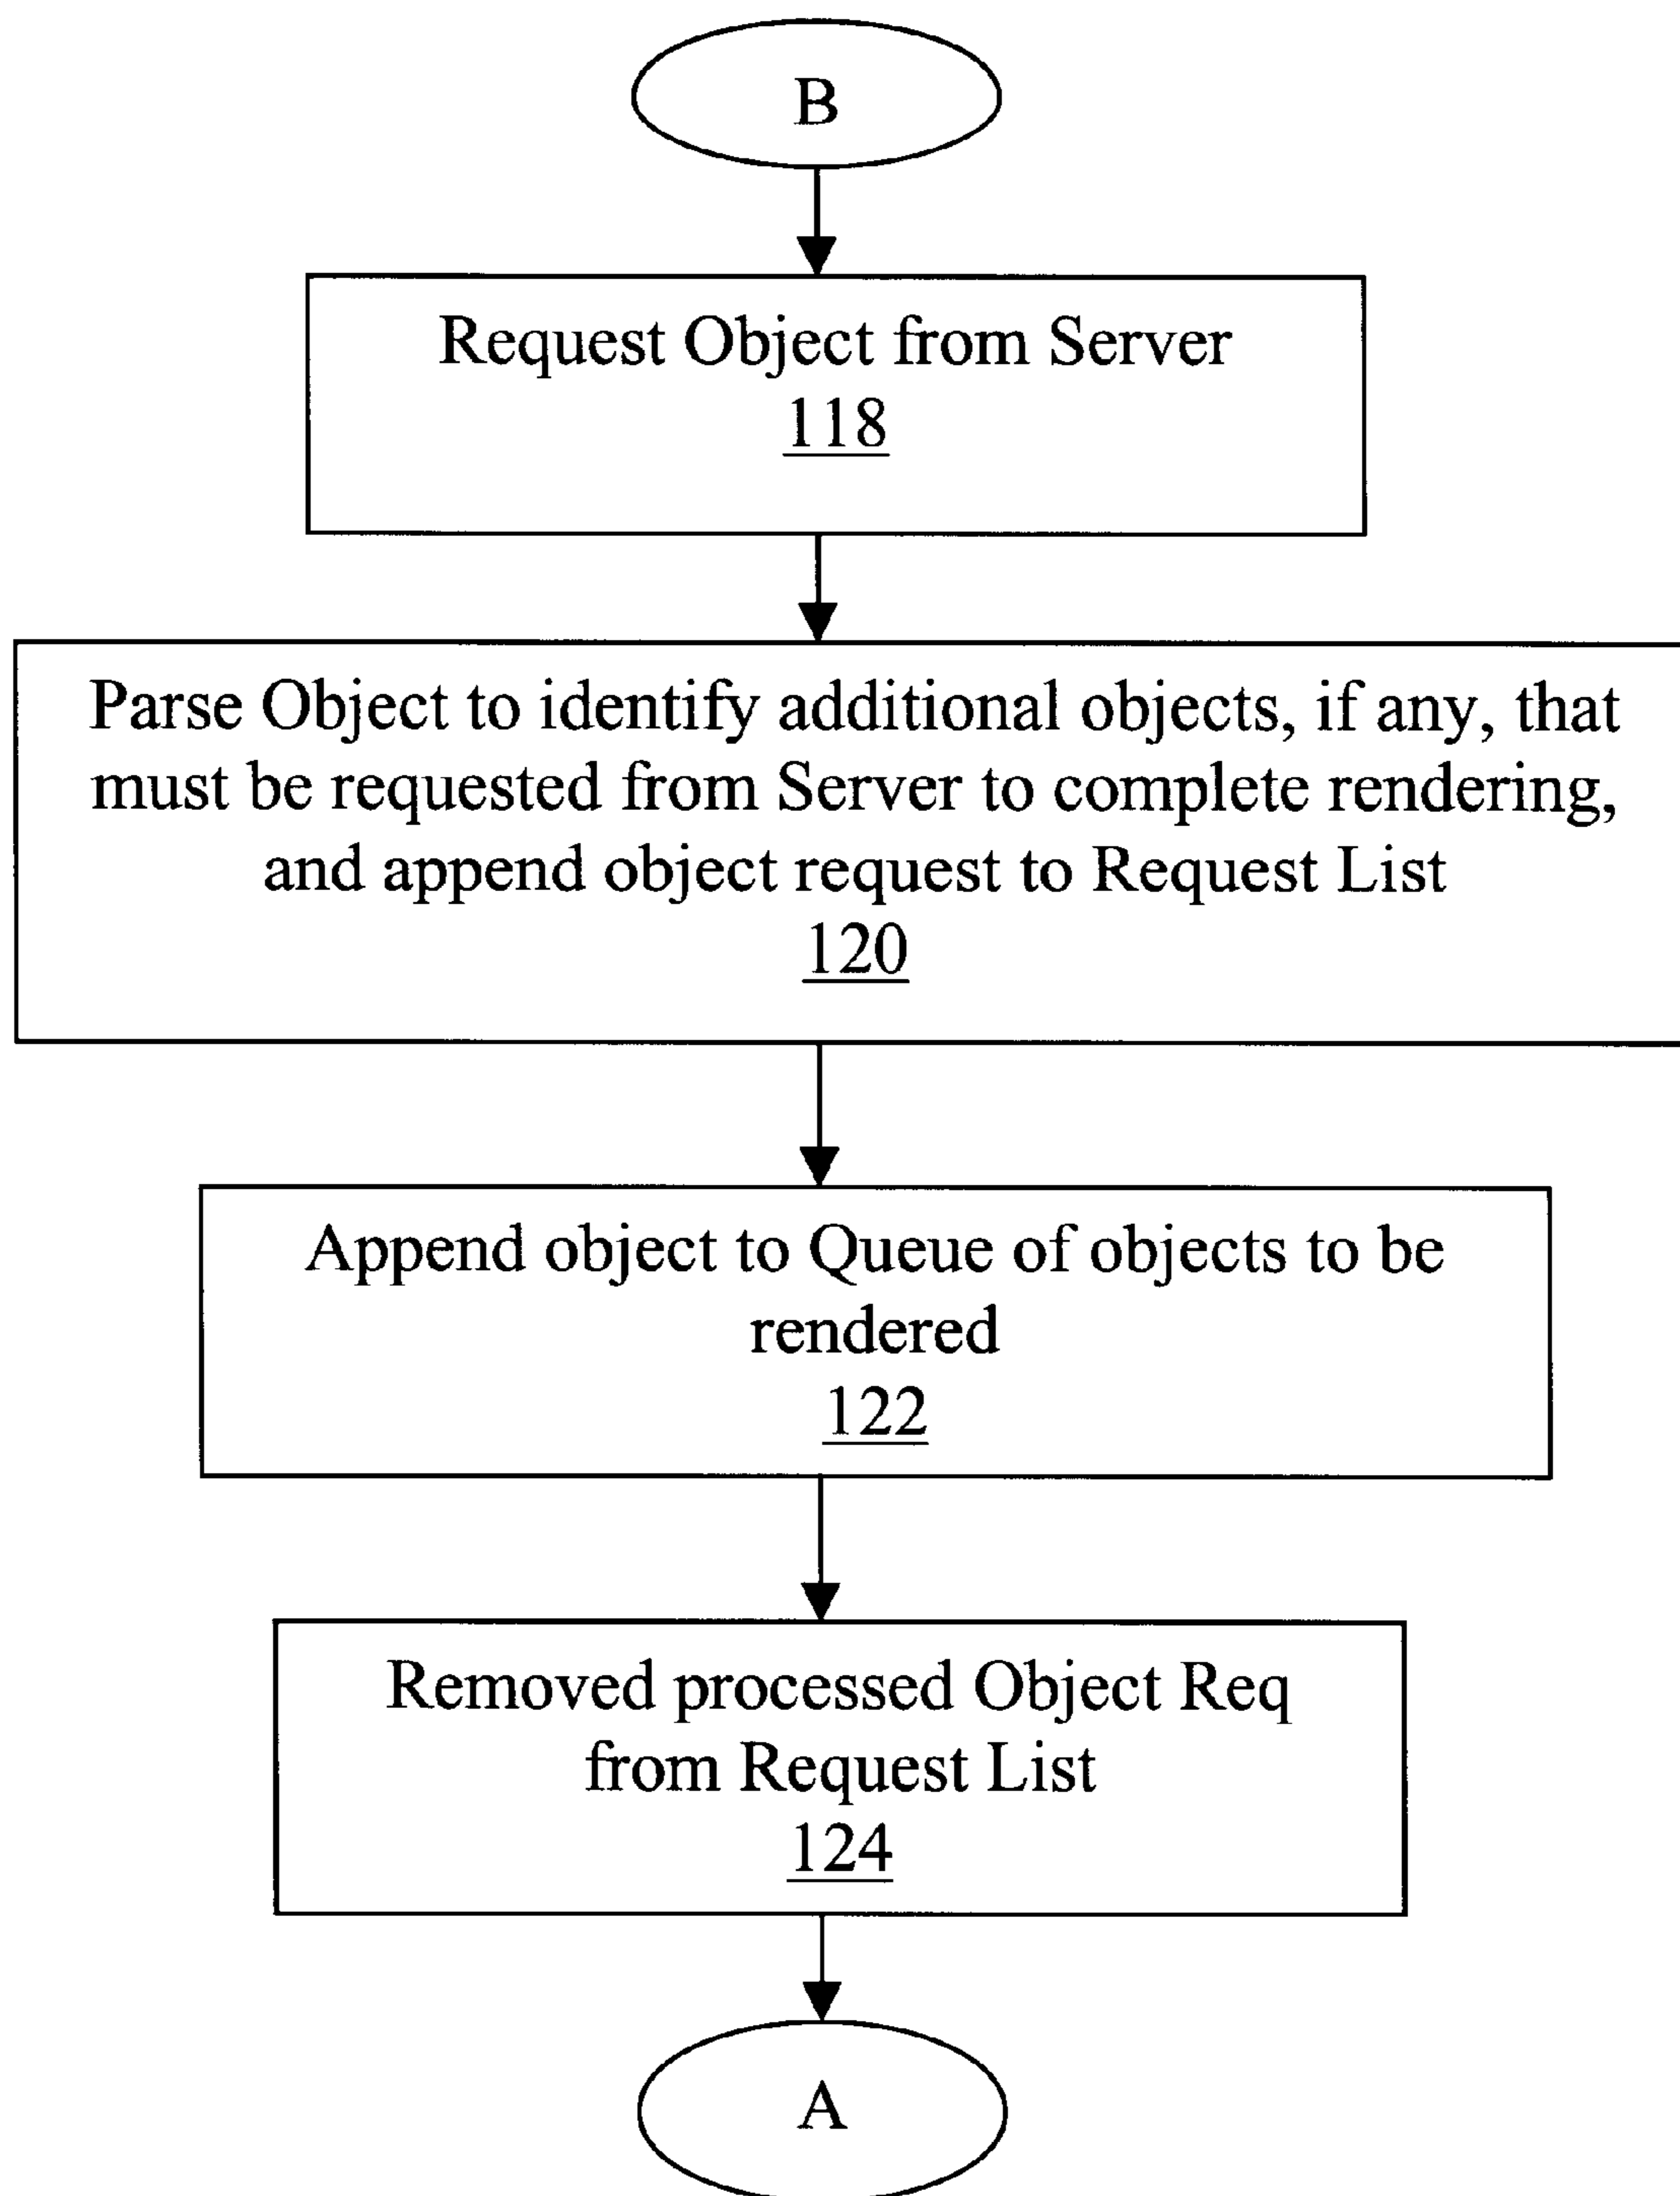 B
Request Object from Server
118
Parse Object to identify additional objects, if any, that
must be requested from Server to complete rendering,
and append object request to Request List
120
Append object to Queue of objects to be
rendered
122
Removed processed Object Req
from Request List
124
A